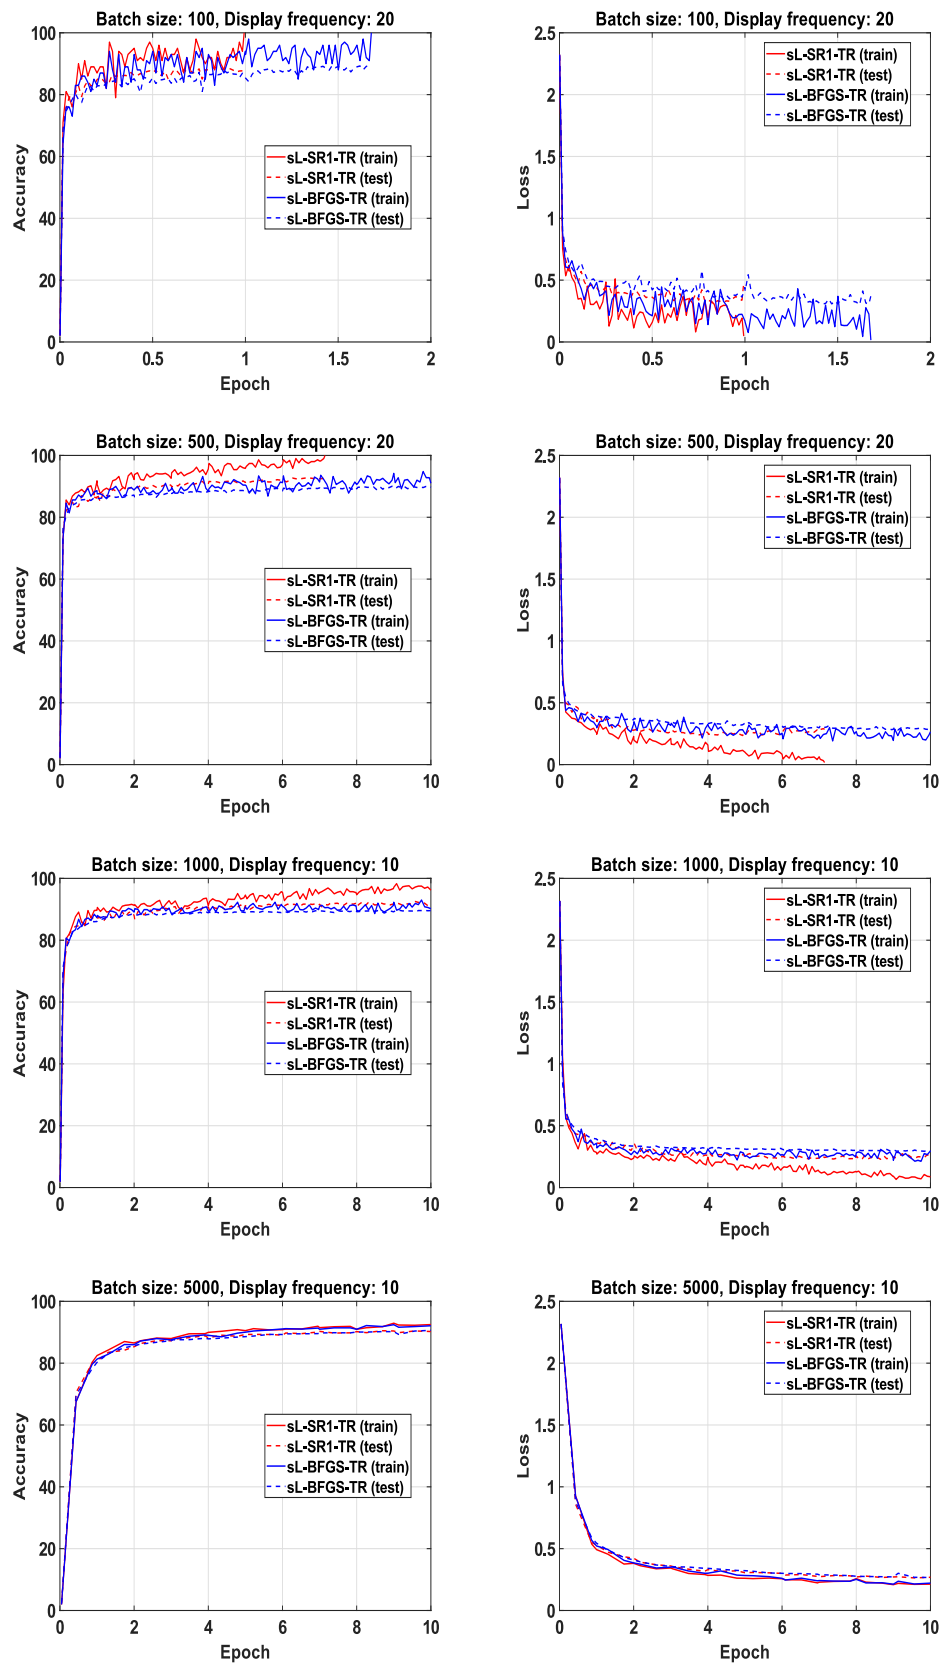 Batch size: 100, Display frequency: 20
100
80
60
40
20
0
Accuracy
sL-SR1-TR (train)
sL-SR1-TR (test)
sL-BFGS-TR (train)
sL-BFGS-TR (test)
0 0.5 1 1.5 2
Epoch
Batch size: 100, Display frequency: 20
2.5
2
1.5
1
0.5
0
Loss
sL-SR1-TR (train)
sL-SR1-TR (test)
sL-BFGS-TR (train)
sL-BFGS-TR (test)
0 0.5 1 1.5 2
Epoch
Batch size: 500, Display frequency: 20
100
80
60
40
20
0
Accuracy
sL-SR1-TR (train)
sL-SR1-TR (test)
sL-BFGS-TR (train)
sL-BFGS-TR (test)
0 2 4 6 8 10
Epoch
Batch size: 500, Display frequency: 20
2.5
2
1.5
1
0.5
0
Loss
sL-SR1-TR (train)
sL-SR1-TR (test)
sL-BFGS-TR (train)
sL-BFGS-TR (test)
0 2 4 6 8 10
Epoch
Batch size: 1000, Display frequency: 10
100
80
60
40
20
0
Accuracy
sL-SR1-TR (train)
sL-SR1-TR (test)
sL-BFGS-TR (train)
sL-BFGS-TR (test)
0 2 4 6 8 10
Epoch
Batch size: 1000, Display frequency: 10
2.5
2
1.5
1
0.5
0
Loss
sL-SR1-TR (train)
sL-SR1-TR (test)
sL-BFGS-TR (train)
sL-BFGS-TR (test)
0 2 4 6 8 10
Epoch
Batch size: 5000, Display frequency: 10
100
80
60
40
20
0
Accuracy
sL-SR1-TR (train)
sL-SR1-TR (test)
sL-BFGS-TR (train)
sL-BFGS-TR (test)
0 2 4 6 8 10
Epoch
Batch size: 5000, Display frequency: 10
2.5
2
1.5
1
0.5
0
Loss
sL-SR1-TR (train)
sL-SR1-TR (test)
sL-BFGS-TR (train)
sL-BFGS-TR (test)
0 2 4 6 8 10
Epoch